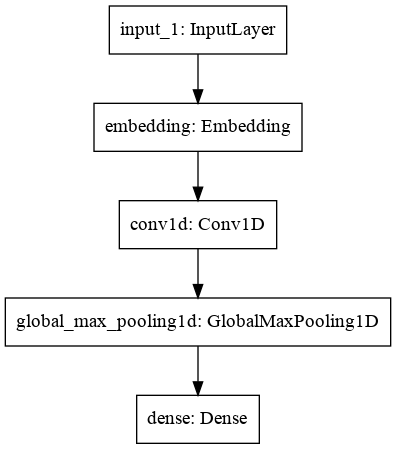 input_1: InputLayer
embedding: Embedding
conv1d: Conv1D
global_max_pooling1d: GlobalMaxPooling1D
dense: Dense